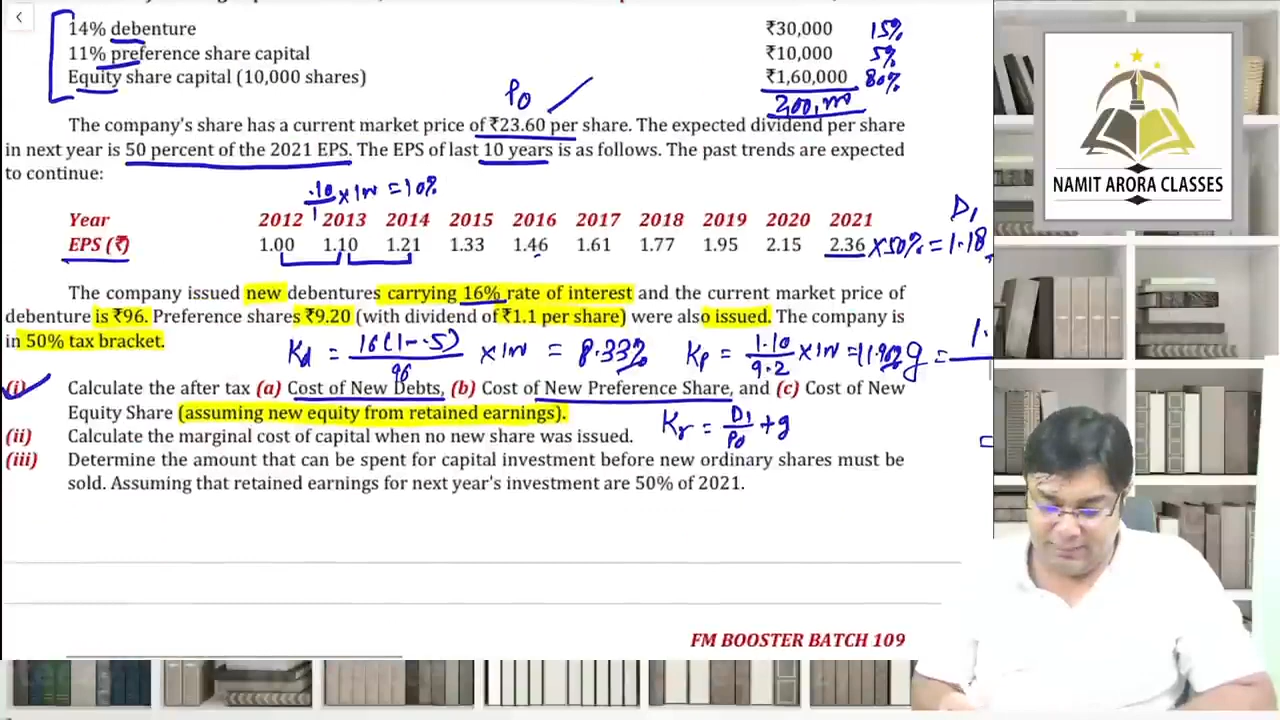 14% debenture ₹30,000 15%
11% preference share capital ₹10,000 5%
Equity share capital (10,000 shares) ₹1,60,000 80%
P0
The company's share has a current market price of ₹23.60 per share. The expected dividend per share
in next year is 50 percent of the 2021 EPS. The EPS of last 10 years is as follows. The past trends are expected
to continue:
.10/1 × 100 = 10%
Year 2012 2013 2014 2015 2016 2017 2018 2019 2020 2021
EPS (₹) 1.00 1.10 1.21 1.33 1.46 1.61 1.77 1.95 2.15 2.36 ×50% = 1.18
D1
The company issued new debentures carrying 16% rate of interest and the current market price of
debenture is ₹96. Preference shares ₹9.20 (with dividend of ₹1.1 per share) were also issued. The company is
in 50% tax bracket.
Kd = 16(1-.5)/96 ×100 = 8.33% Kp = 1.10/9.2 ×100 = g =
(i) Calculate the after tax (a) Cost of New Debts, (b) Cost of New Preference Share, and (c) Cost of New
Equity Share (assuming new equity from retained earnings).
Kr = D1/P0 + g
(ii) Calculate the marginal cost of capital when no new share was issued.
(iii) Determine the amount that can be spent for capital investment before new ordinary shares must be
sold. Assuming that retained earnings for next year's investment are 50% of 2021.
FM BOOSTER BATCH 109
NAMIT ARORA CLASSES